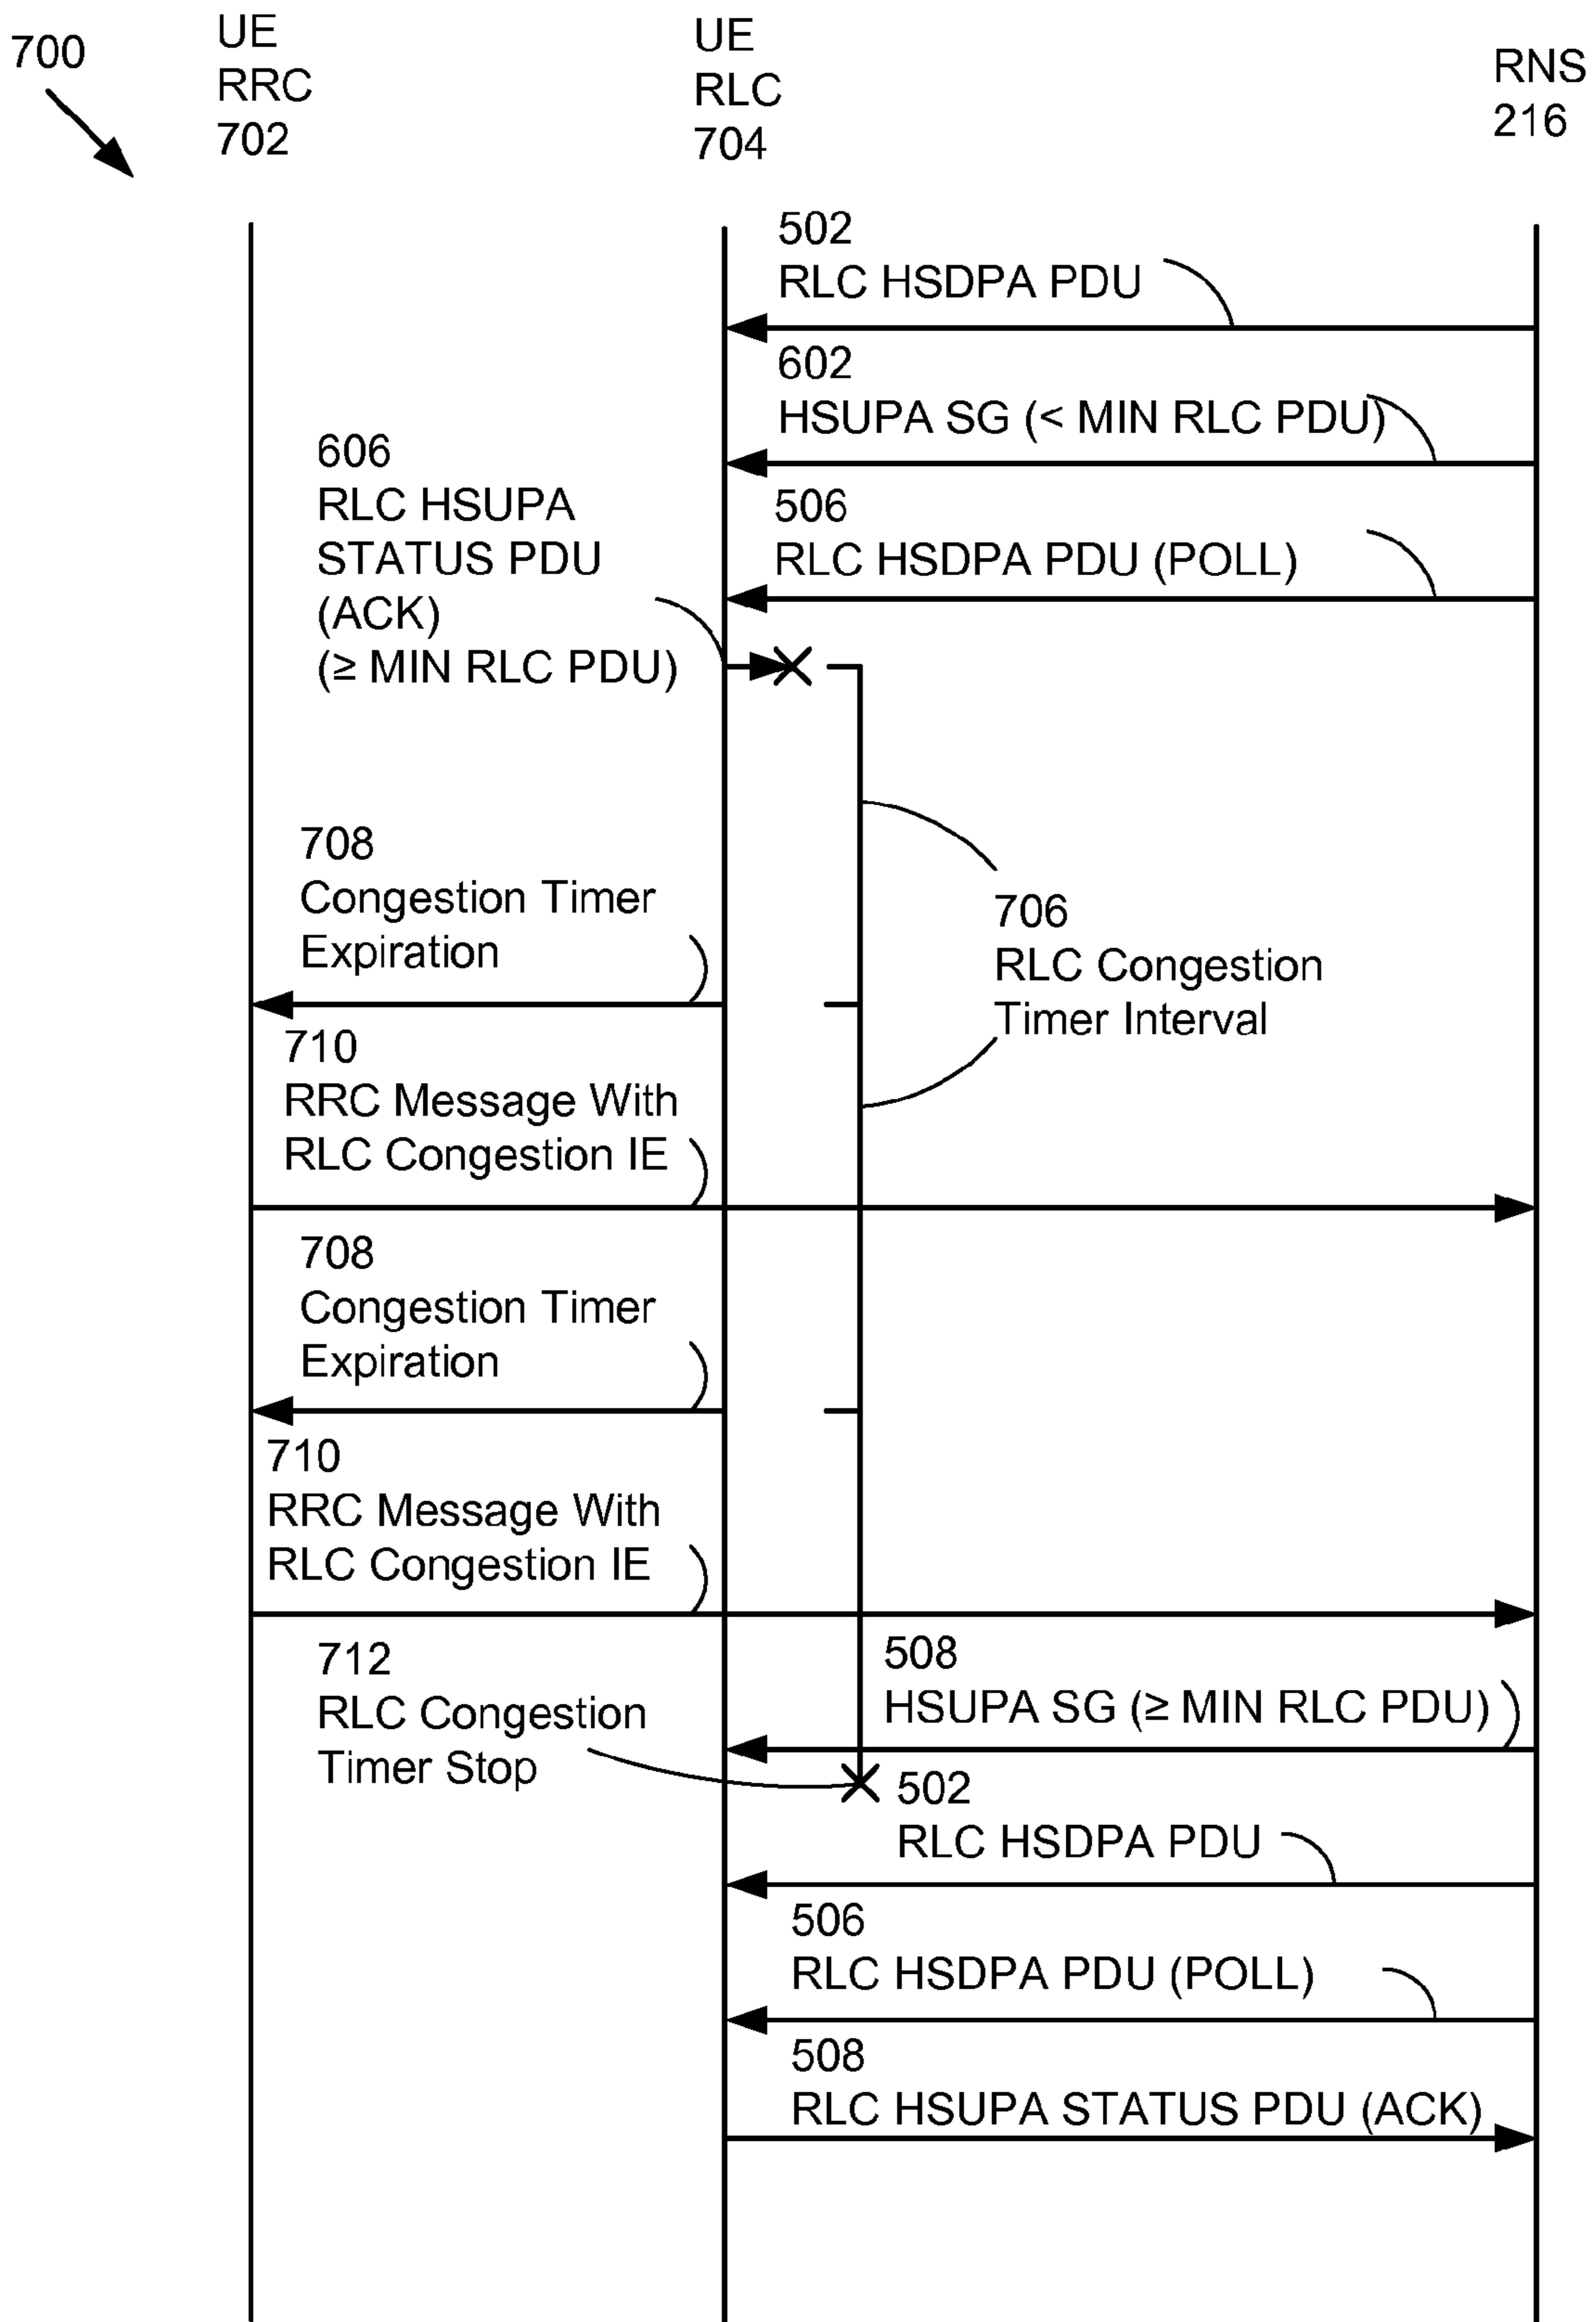 700
UE
RRC
702
UE
RLC
704
RNS
216
502
RLC HSDPA PDU
602
HSUPA SG (< MIN RLC PDU)
606
RLC HSUPA
STATUS PDU
(ACK)
(≥ MIN RLC PDU)
506
RLC HSDPA PDU (POLL)
708
Congestion Timer
Expiration
706
RLC Congestion
Timer Interval
710
RRC Message With
RLC Congestion IE
708
Congestion Timer
Expiration
710
RRC Message With
RLC Congestion IE
712
RLC Congestion
Timer Stop
508
HSUPA SG (≥ MIN RLC PDU)
502
RLC HSDPA PDU
506
RLC HSDPA PDU (POLL)
508
RLC HSUPA STATUS PDU (ACK)